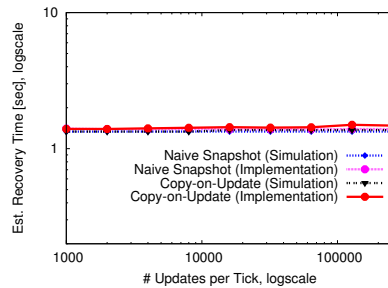 10
1
Est. Recovery Time [sec], logscale
Naive Snapshot (Simulation)
Naive Snapshot (Implementation)
Copy-on-Update (Simulation)
Copy-on-Update (Implementation)
1000 10000 100000
# Updates per Tick, logscale